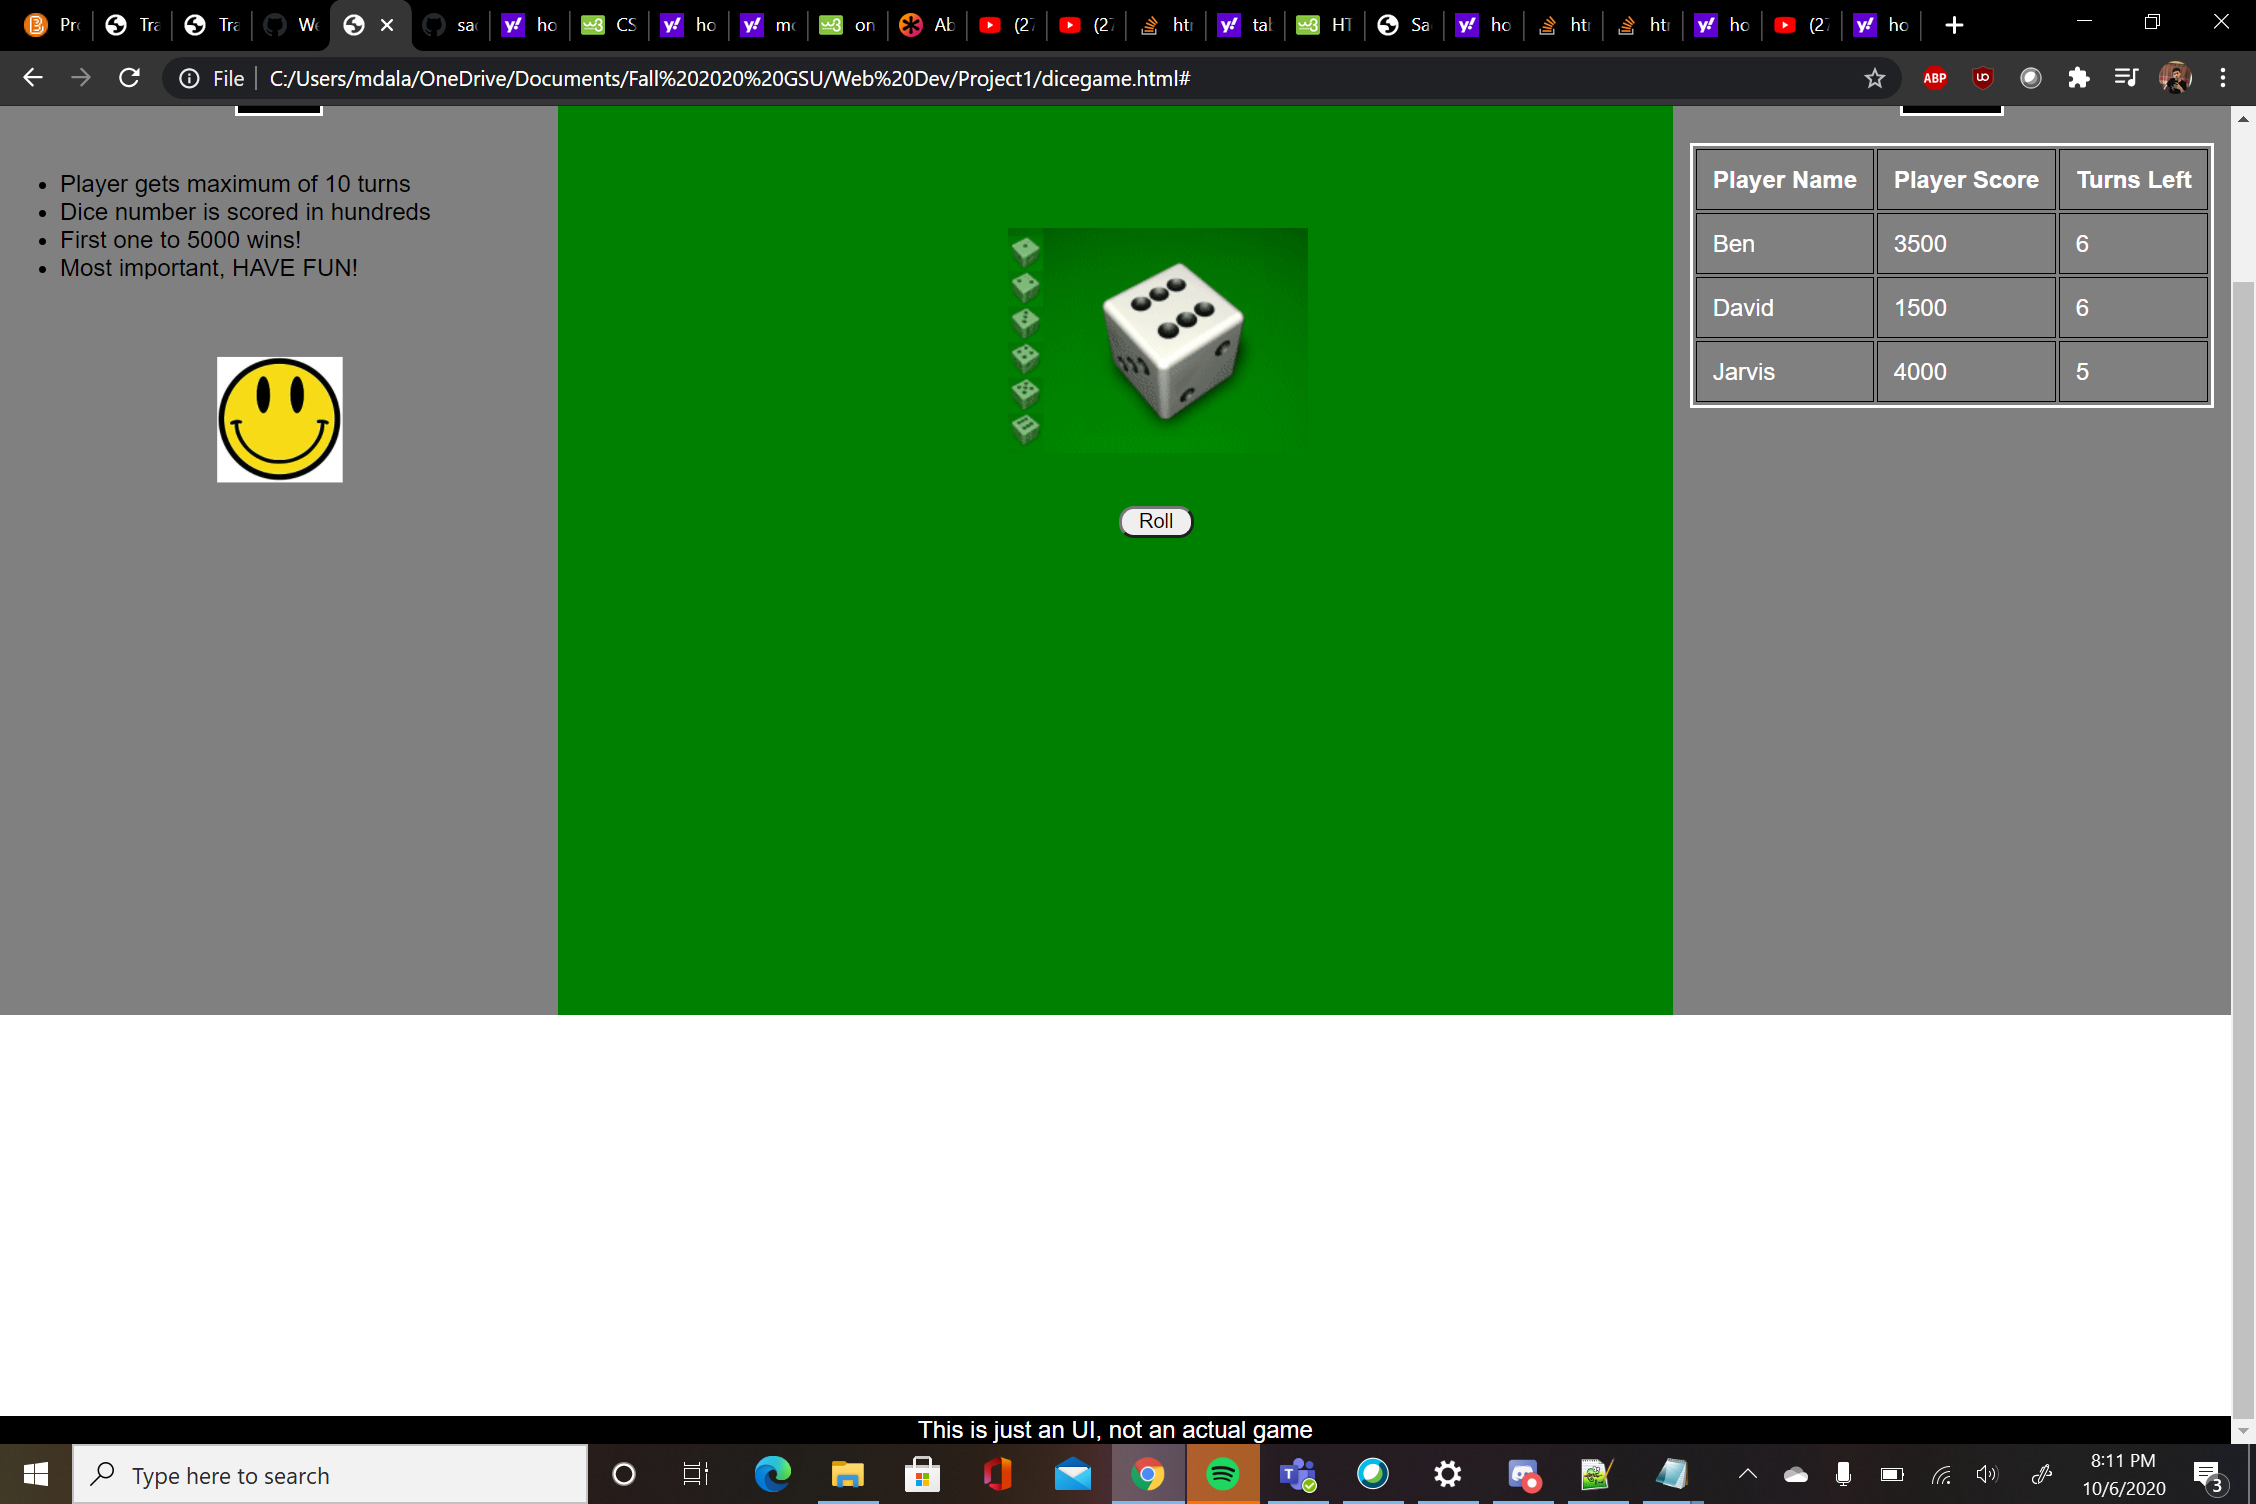 Pr
Tra
Tra
We
sa
ho
CS
ho
mo
on
Ab
(27
(27
htm
tab
HT
Sa
ho
htm
htm
ho
(27
ho
File
C:/Users/mdala/OneDrive/Documents/Fall%202020%20GSU/Web%20Dev/Project1/dicegame.html#
ABP
Player gets maximum of 10 turns
Dice number is scored in hundreds
First one to 5000 wins!
Most important, HAVE FUN!
Roll
Player Name Player Score Turns Left
Ben 3500 6
David 1500 6
Jarvis 4000 5
This is just an UI, not an actual game
Type here to search
8:11 PM
10/6/2020
3